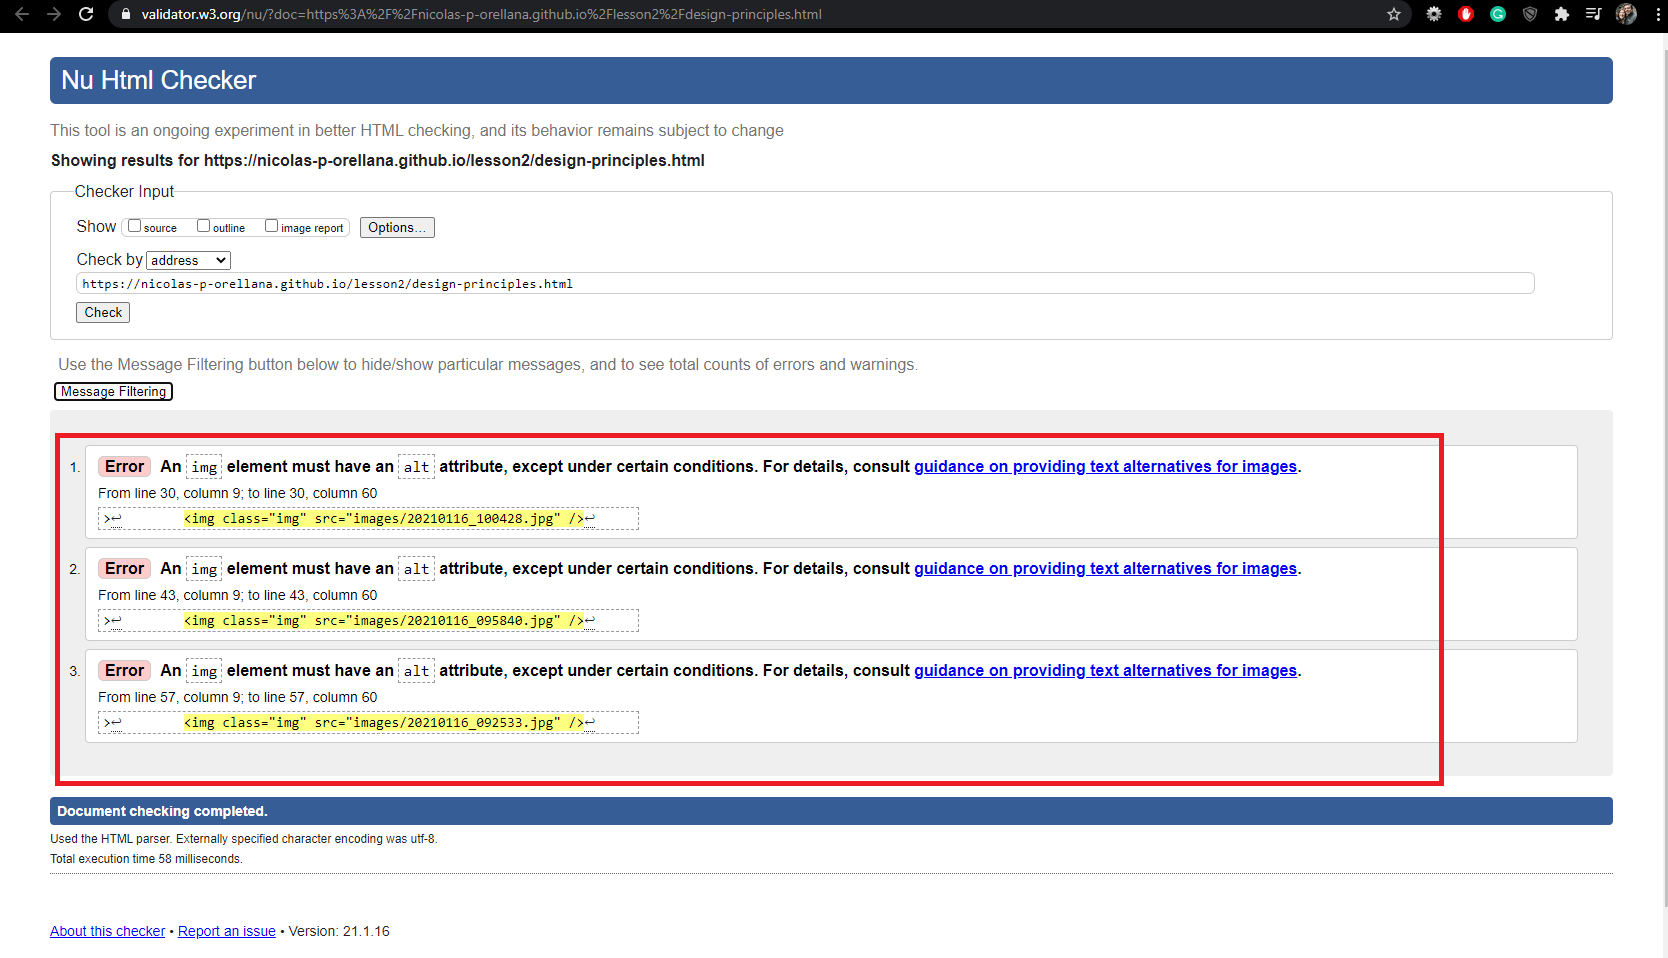 validator.w3.org/nu/?doc=https%3A%2F%2Fnicolas-p-orellana.github.io%2Flesson2%2Fdesign-principles.html
Nu Html Checker
This tool is an ongoing experiment in better HTML checking, and its behavior remains subject to change
Showing results for https://nicolas-p-orellana.github.io/lesson2/design-principles.html
Checker Input
Show source outline image report Options...
Check by address
https://nicolas-p-orellana.github.io/lesson2/design-principles.html
Check
Use the Message Filtering button below to hide/show particular messages, and to see total counts of errors and warnings.
Message Filtering
1. Error An img element must have an alt attribute, except under certain conditions. For details, consult guidance on providing text alternatives for images.
From line 30, column 9; to line 30, column 60
>↩ <img class="img" src="images/20210116_100428.jpg" />↩
2. Error An img element must have an alt attribute, except under certain conditions. For details, consult guidance on providing text alternatives for images.
From line 43, column 9; to line 43, column 60
>↩ <img class="img" src="images/20210116_095840.jpg" />↩
3. Error An img element must have an alt attribute, except under certain conditions. For details, consult guidance on providing text alternatives for images.
From line 57, column 9; to line 57, column 60
>↩ <img class="img" src="images/20210116_092533.jpg" />↩
Document checking completed.
Used the HTML parser. Externally specified character encoding was utf-8.
Total execution time 58 milliseconds.
About this checker • Report an issue • Version: 21.1.16